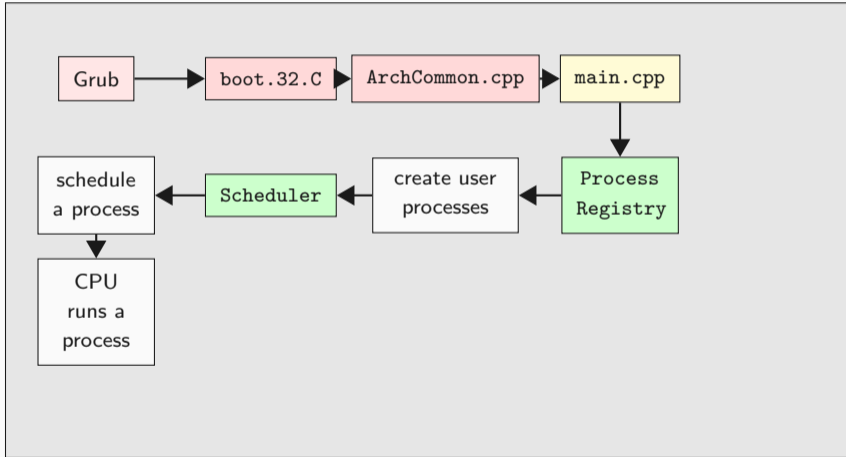 Grub
boot.32.C
ArchCommon.cpp
main.cpp
schedule
a process
Scheduler
create user
processes
Process
Registry
CPU
runs a
process